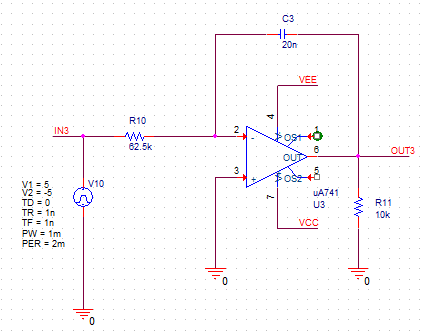 C3
20n
VEE
IN3
R10
62.5k
4
2
-
OS1
1
OUT
6
OUT3
3
+
OS2
5
uA741
U3
7
VCC
R11
10k
V10
V1 = 5
V2 = -5
TD = 0
TR = 1n
TF = 1n
PW = 1m
PER = 2m
0
0
0